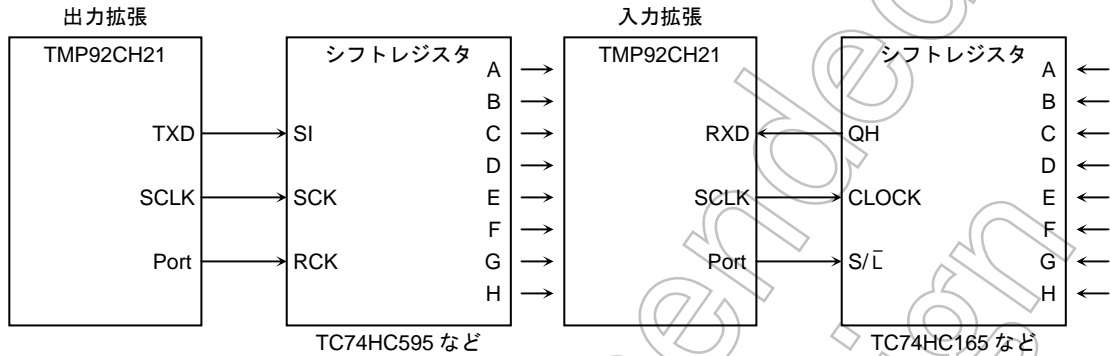 出力拡張
TMP92CH21
TXD
SCLK
Port
シフトレジスタ
SI
SCK
RCK
A
B
C
D
E
F
G
H
TC74HC595 など
入力拡張
TMP92CH21
RXD
SCLK
Port
シフトレジスタ
QH
CLOCK
S/L̅
A
B
C
D
E
F
G
H
TC74HC165 など